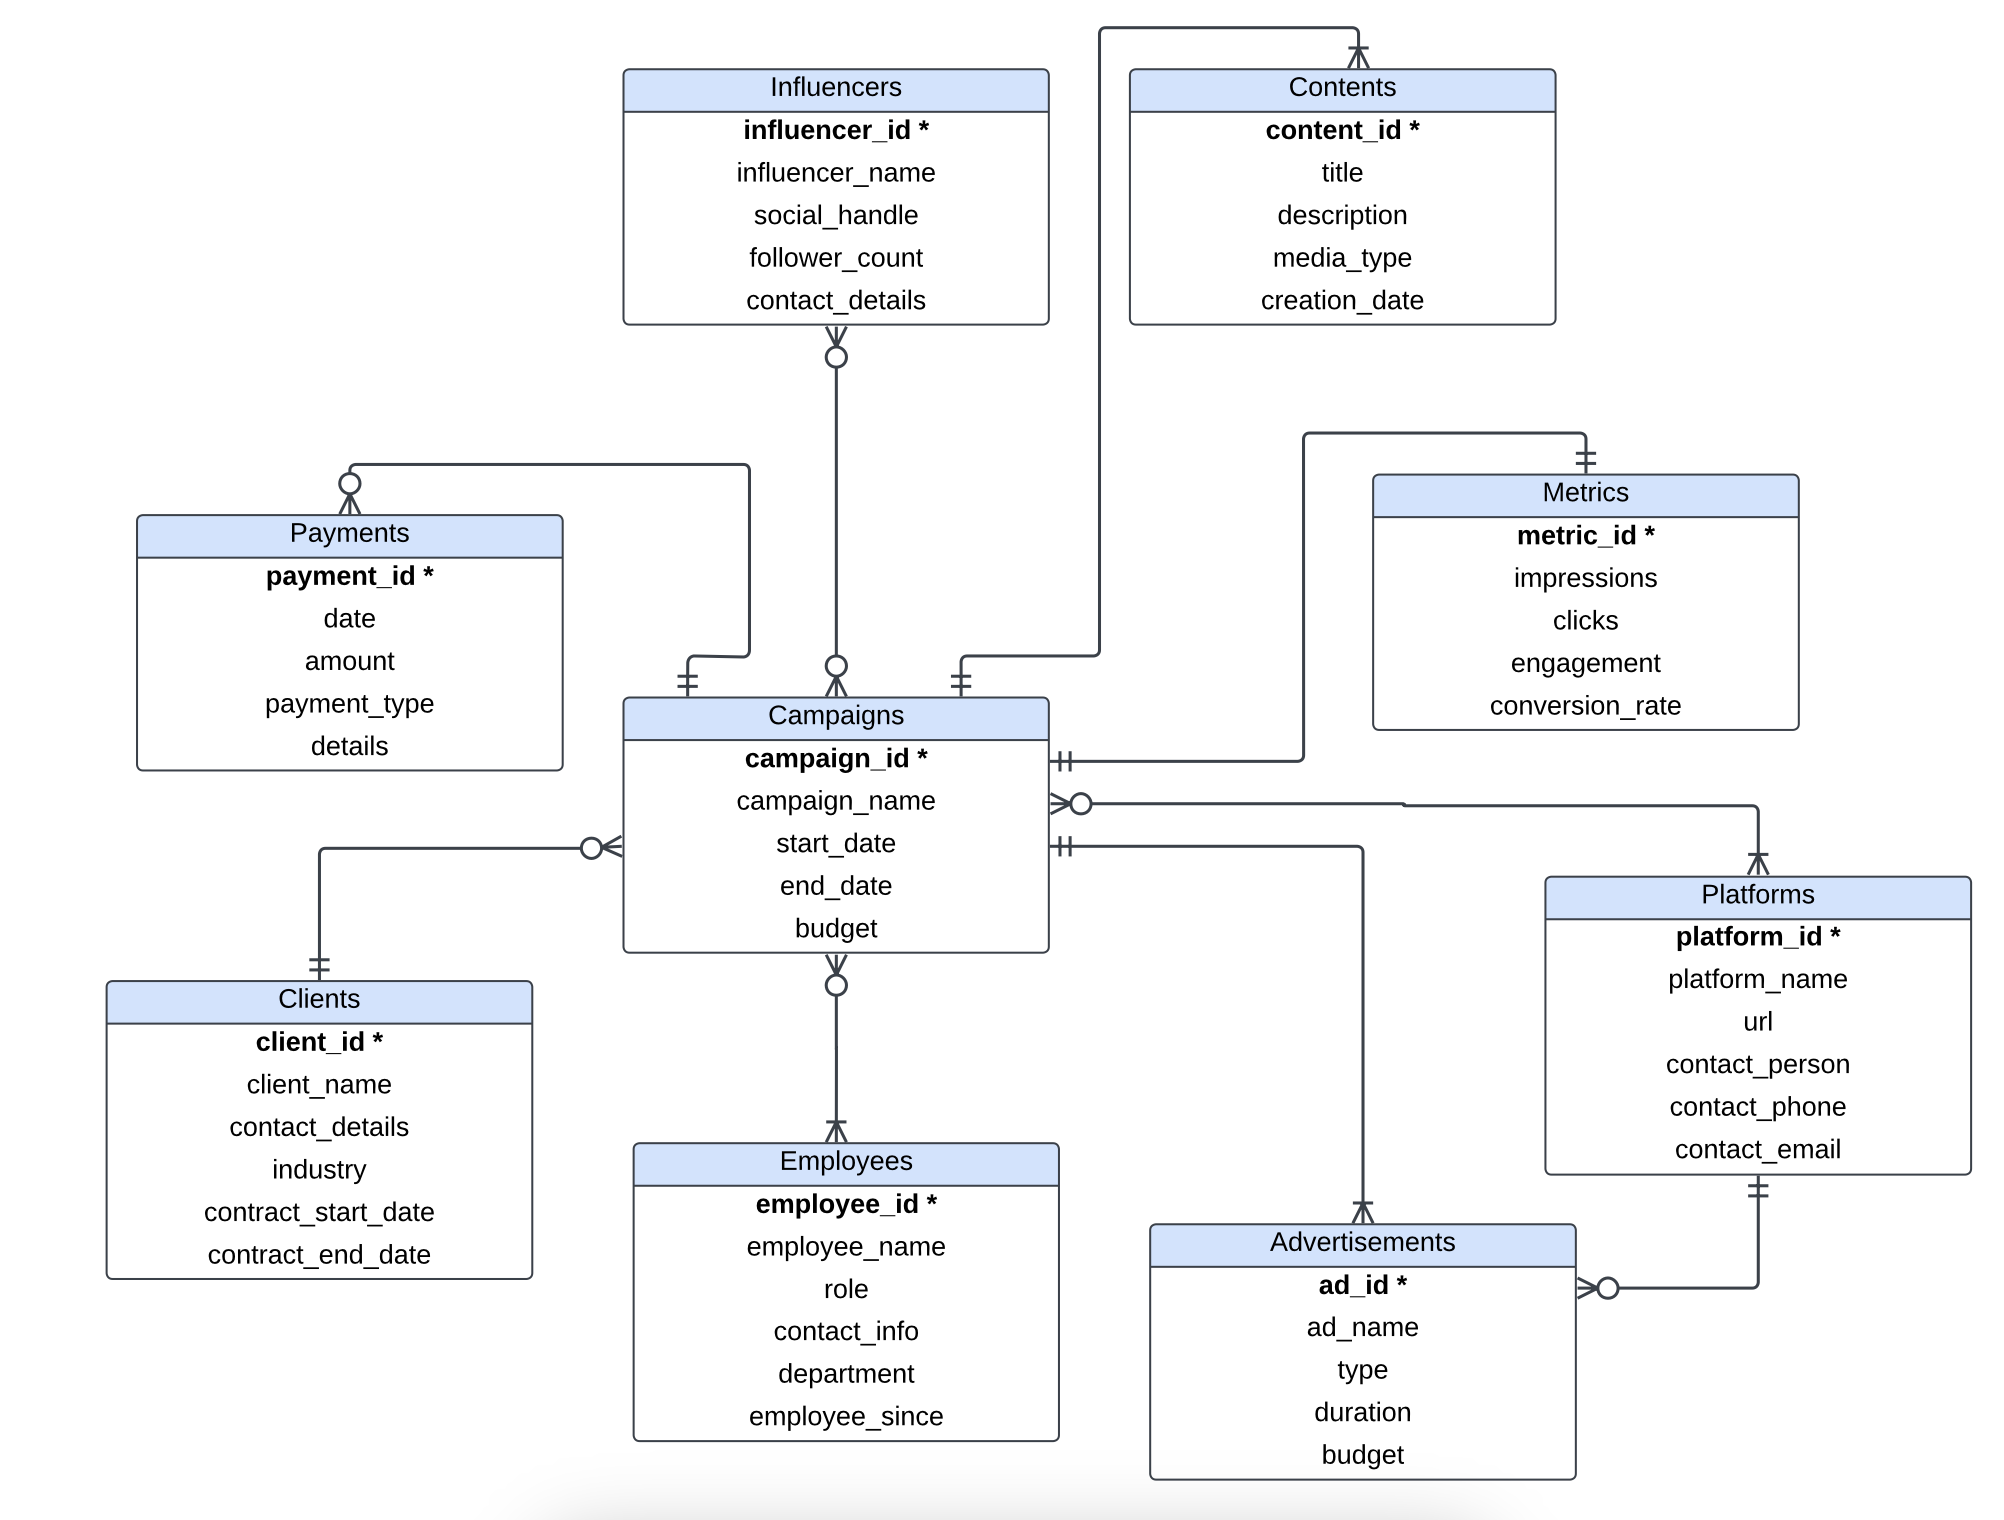 Influencers
influencer_id *
influencer_name
social_handle
follower_count
contact_details
Contents
content_id *
title
description
media_type
creation_date
Payments
payment_id *
date
amount
payment_type
details
Metrics
metric_id *
impressions
clicks
engagement
conversion_rate
Campaigns
campaign_id *
campaign_name
start_date
end_date
budget
Platforms
platform_id *
platform_name
url
contact_person
contact_phone
contact_email
Clients
client_id *
client_name
contact_details
industry
contract_start_date
contract_end_date
Employees
employee_id *
employee_name
role
contact_info
department
employee_since
Advertisements
ad_id *
ad_name
type
duration
budget